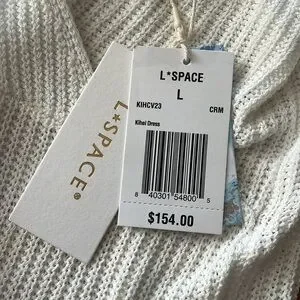 L*SPACE
L
KIHCV23 CRM
Kihei Dress
8 40301 54800 5
$154.00
L*SPACE®